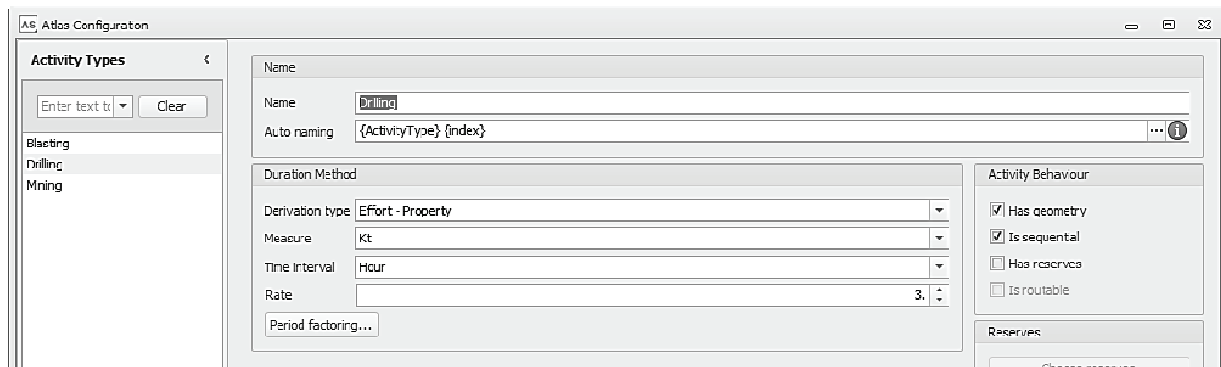 AS Atlas Configuration
Activity Types
Enter text to
Clear
Blasting
Drilling
Mining
Name
Name
Drilling
Auto naming
{ActivityType} {index}
...
i
Duration Method
Derivation type
Effort - Property
Measure
Kt
Time Interval
Hour
Rate
3.
Period factoring...
Activity Behaviour
Has geometry
Is sequental
Has reserves
Is routable
Reserves